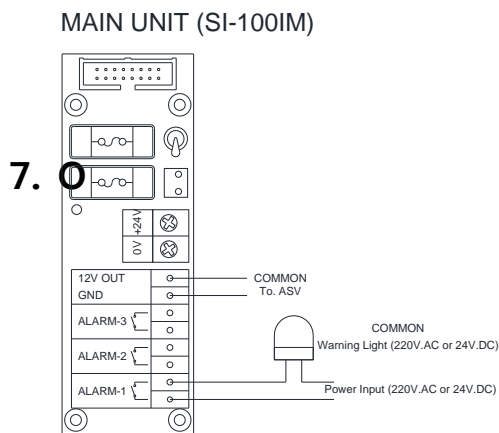 MAIN UNIT (SI-100IM)
7. O
+24V
0V
12V OUT
GND
COMMON
To. ASV
ALARM-3
ALARM-2
ALARM-1
COMMON
Warning Light (220V.AC or 24V.DC)
Power Input (220V.AC or 24V.DC)